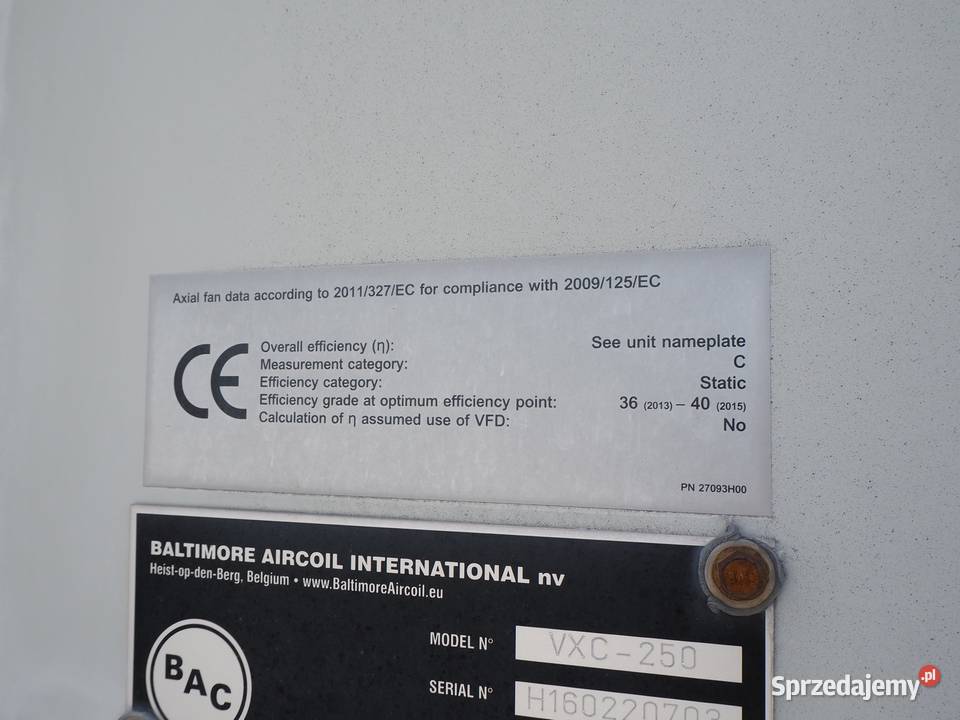 Axial fan data according to 2011/327/EC for compliance with 2009/125/EC
CE
Overall efficiency (η): See unit nameplate
Measurement category: C
Efficiency category: Static
Efficiency grade at optimum efficiency point: 36 (2013) – 40 (2015)
Calculation of η assumed use of VFD: No
PN 27093H00
BALTIMORE AIRCOIL INTERNATIONAL nv
Heist-op-den-Berg, Belgium • www.BaltimoreAircoil.eu
BAC
MODEL N° VXC-250
SERIAL N° H160220703
Sprzedajemy.pl